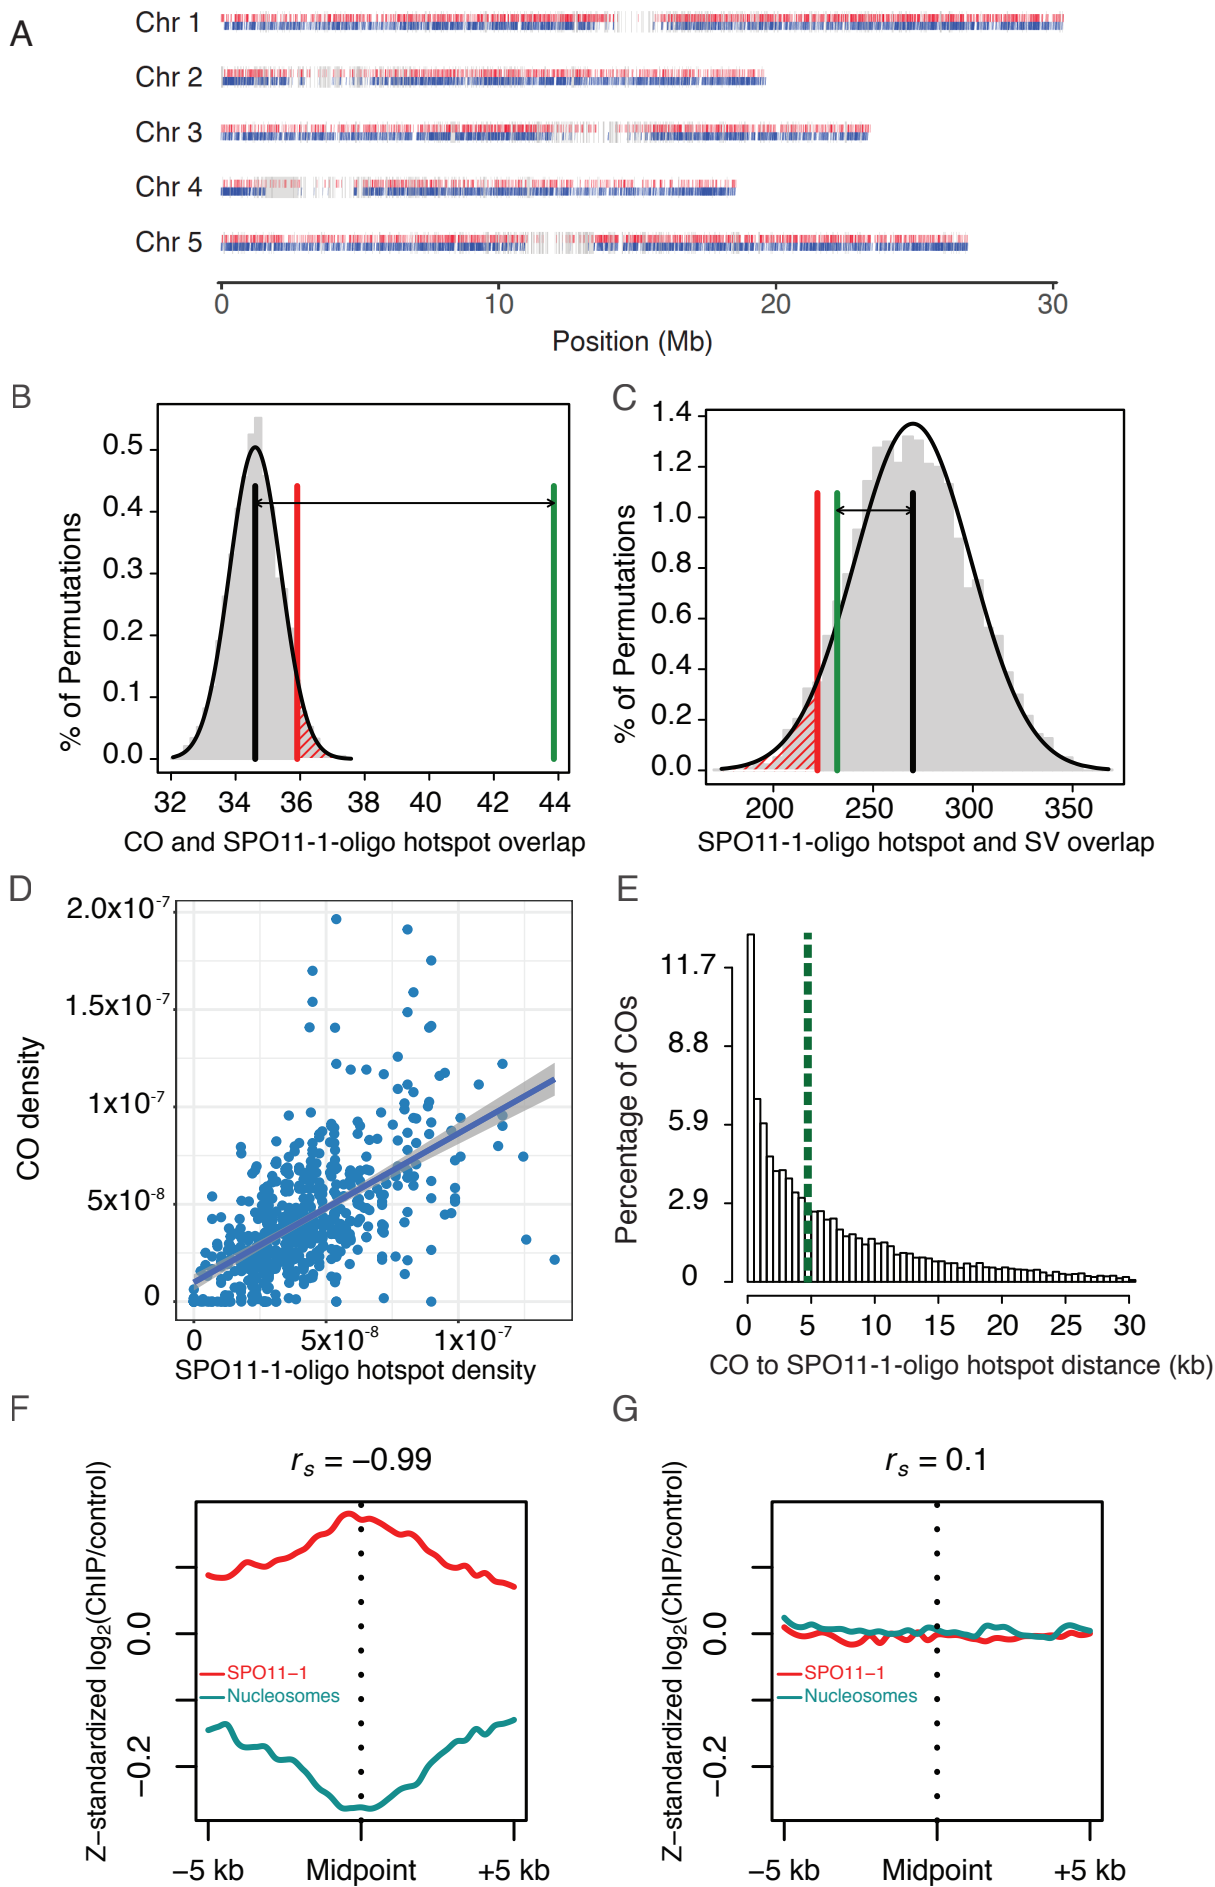 A
Chr 1
Chr 2
Chr 3
Chr 4
Chr 5
0 10 20 30
Position (Mb)
B
% of Permutations
0.5
0.4
0.3
0.2
0.1
0.0
32 34 36 38 40 42 44
CO and SPO11-1-oligo hotspot overlap
C
% of Permutations
1.4
1.2
1.0
0.8
0.6
0.4
0.2
0.0
200 250 300 350
SPO11-1-oligo hotspot and SV overlap
D
CO density
2.0x10-7
1.5x10-7
1x10-7
5x10-8
0
0 5x10-8 1x10-7
SPO11-1-oligo hotspot density
E
Percentage of COs
11.7
8.8
5.9
2.9
0
0 5 10 15 20 25 30
CO to SPO11-1-oligo hotspot distance (kb)
F
rs = −0.99
Z−standardized log2(ChIP/control)
0.0
−0.2
SPO11−1
Nucleosomes
−5 kb Midpoint +5 kb
G
rs = 0.1
Z−standardized log2(ChIP/control)
0.0
−0.2
SPO11−1
Nucleosomes
−5 kb Midpoint +5 kb